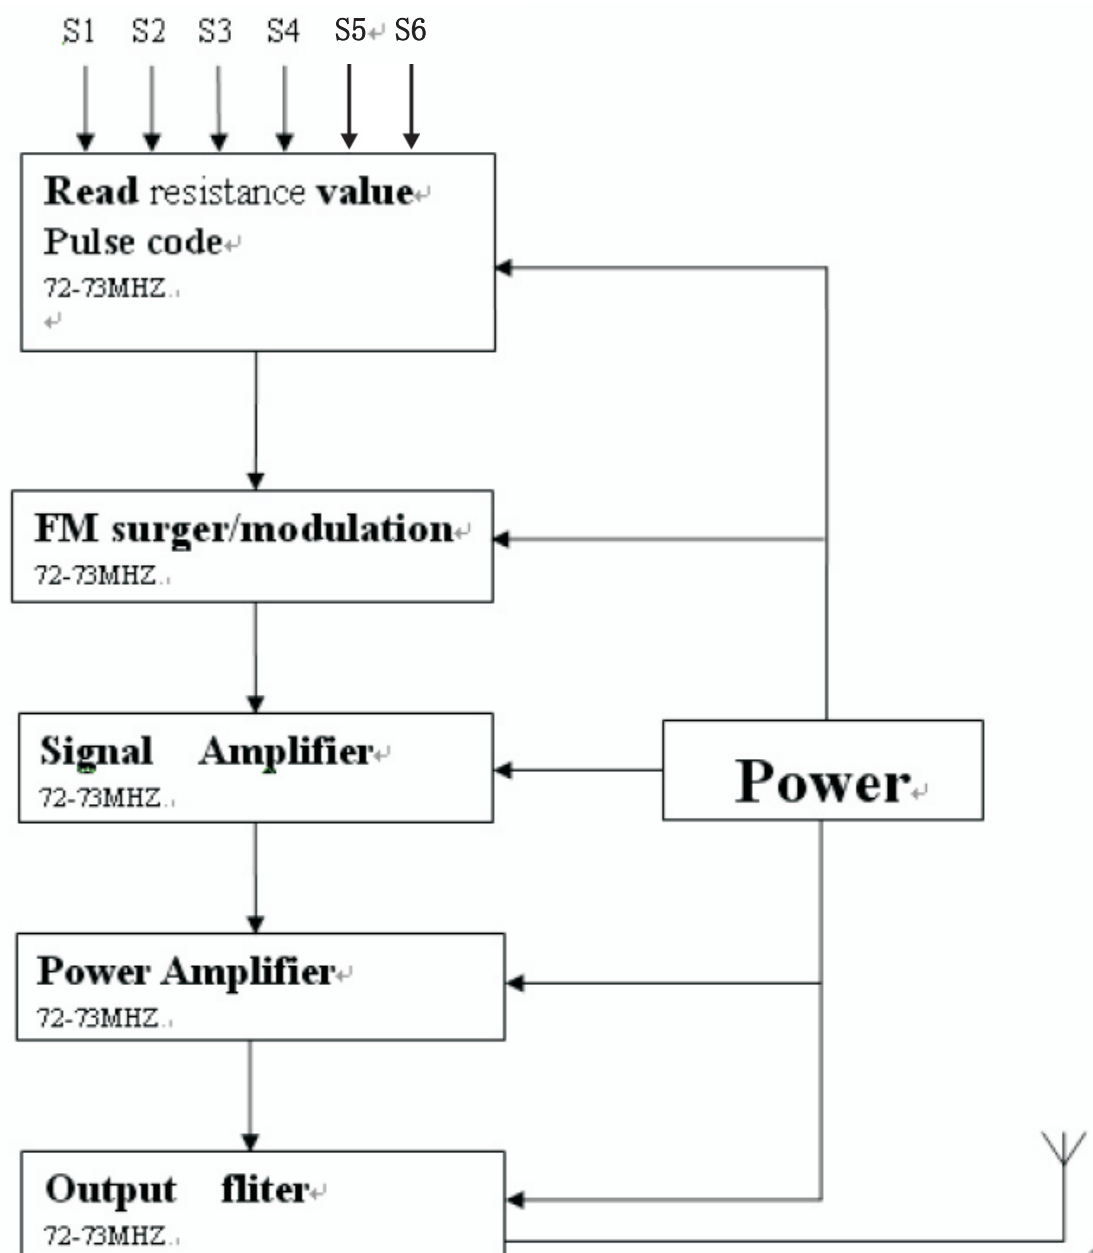 S1 S2 S3 S4 S5 S6
Read resistance value
Pulse code
72-73MHZ
FM surger/modulation
72-73MHZ
Signal Amplifier
72-73MHZ
Power
Power Amplifier
72-73MHZ
Output fliter
72-73MHZ